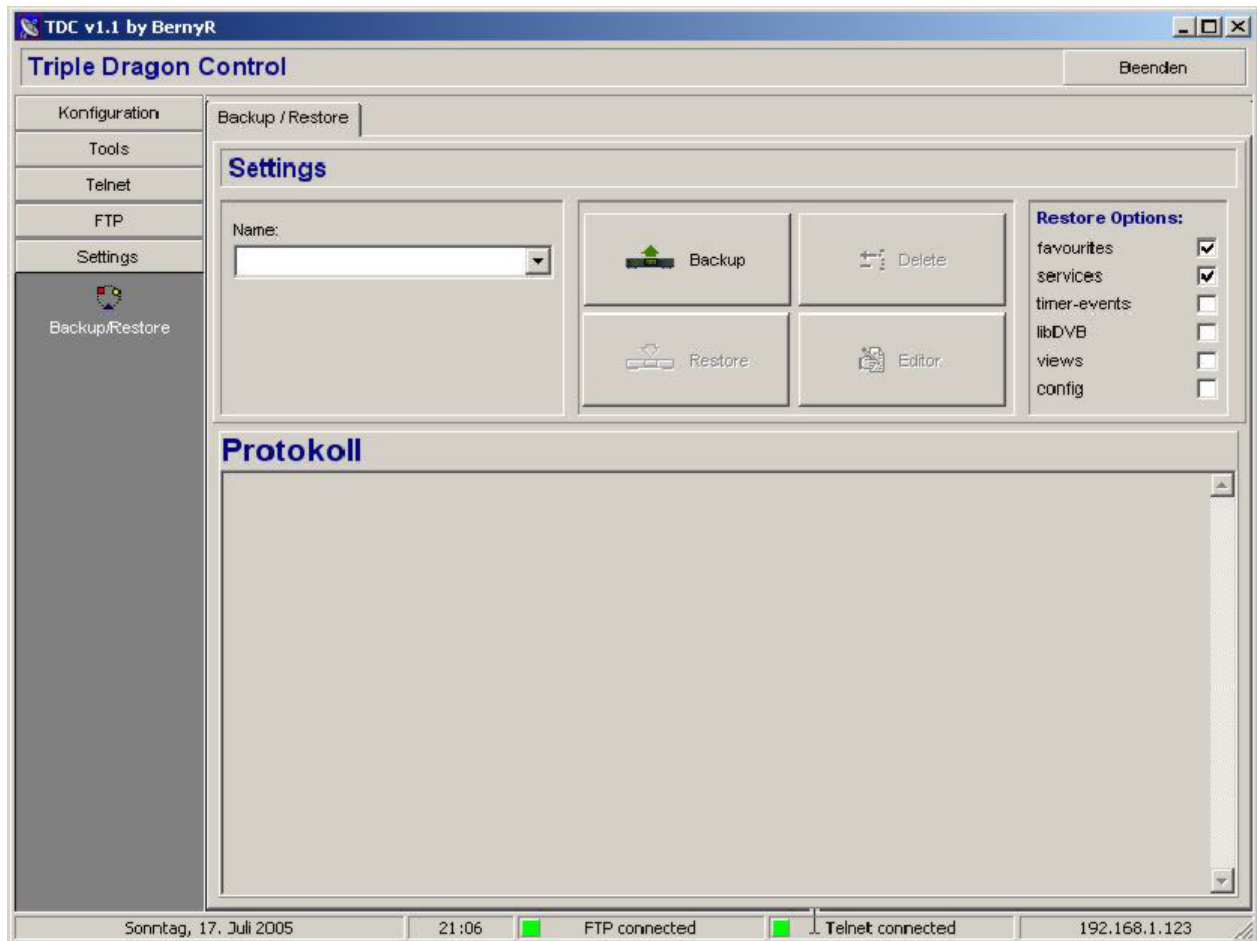 TDC v1.1 by BernyR
Triple Dragon Control
Beenden
Konfiguration
Tools
Telnet
FTP
Settings
Backup/Restore
Backup / Restore
Settings
Name:
Backup
Delete
Restore
Editor
Restore Options:
favourites
services
timer-events
libDVB
views
config
Protokoll
Sonntag, 17. Juli 2005
21:06
FTP connected
Telnet connected
192.168.1.123